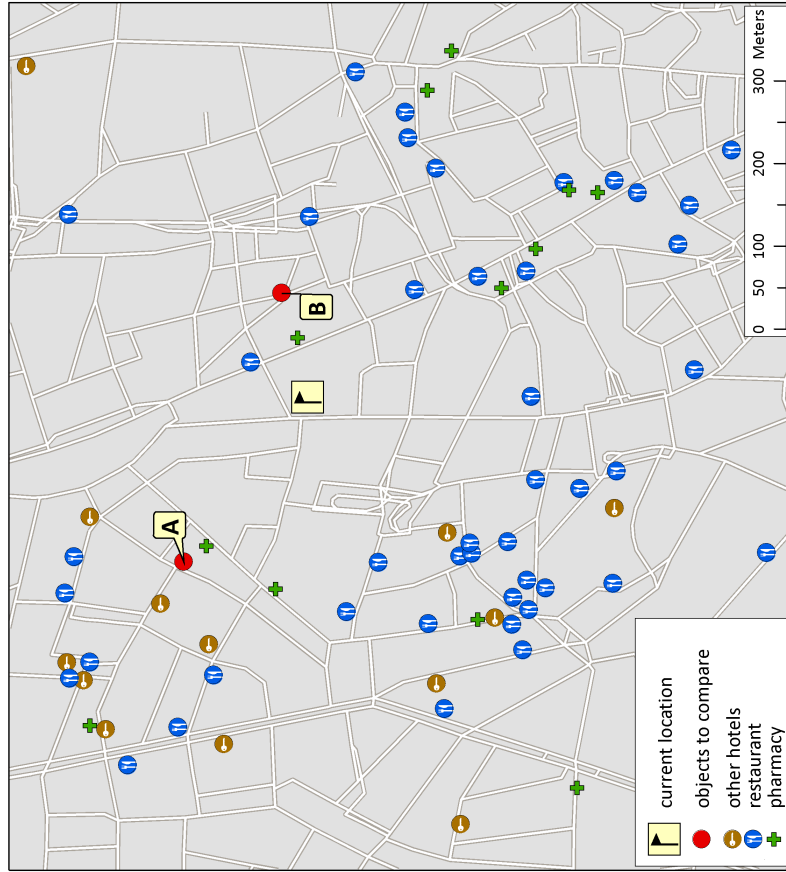 A
B
current location
objects to compare
other hotels
restaurant
pharmacy
0 50 100 200 300 Meters